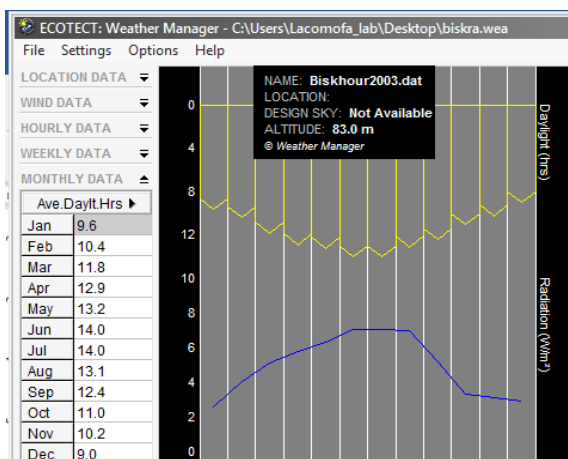 ECOTECT: Weather Manager - C:\Users\Lacomofa_lab\Desktop\biskra.wea
File Settings Options Help
LOCATION DATA
WIND DATA
HOURLY DATA
WEEKLY DATA
MONTHLY DATA
Ave.Daylt.Hrs
Jan 9.6
Feb 10.4
Mar 11.8
Apr 12.9
May 13.2
Jun 14.0
Jul 14.0
Aug 13.1
Sep 12.4
Oct 11.0
Nov 10.2
Dec 9.0
NAME: Biskhour2003.dat
LOCATION:
DESIGN SKY: Not Available
ALTITUDE: 83.0 m
© Weather Manager
0
4
8
12
Daylight (hrs)
10
8
6
4
2
0
Radiation (W/m²)